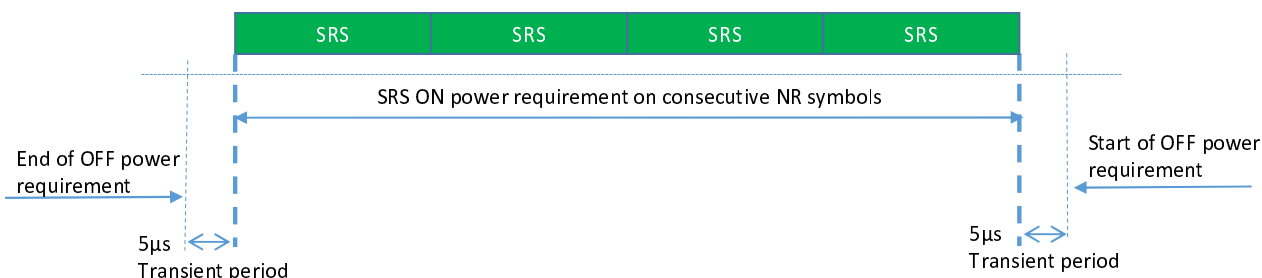 SRS SRS SRS SRS
SRS ON power requirement on consecutive NR symbols
End of OFF power
requirement
Start of OFF power
requirement
5µs
Transient period
5µs
Transient period